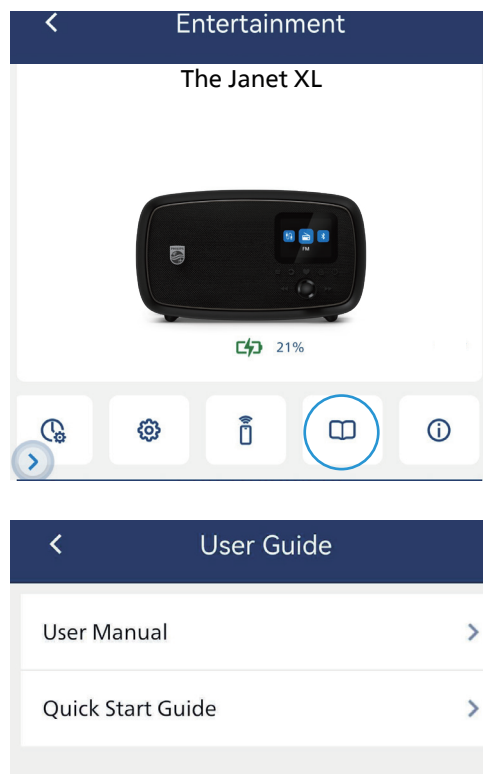 Entertainment
The Janet XL
FM
21%
User Guide
User Manual
Quick Start Guide